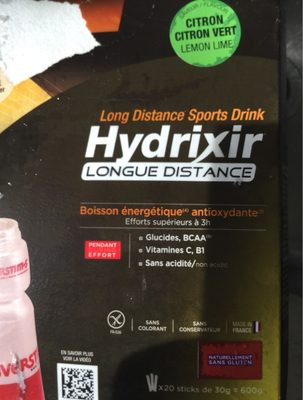 SAVEUR / FLAVOUR
CITRON
CITRON VERT
LEMON LIME
Long Distance Sports Drink
Hydrixir
LONGUE DISTANCE
Boisson énergétique antioxydante
Efforts supérieurs à 3h
PENDANT
EFFORT
Glucides, BCAA
Vitamines C, B1
Sans acidité/non acidic
SANS
COLORANT
SANS
CONSERVATEUR
MADE IN
FRANCE
NATURELLEMENT
SANS GLUTEN
EN SAVOIR PLUS
VOIR LA VIDÉO
X20 sticks de 30g = 600g